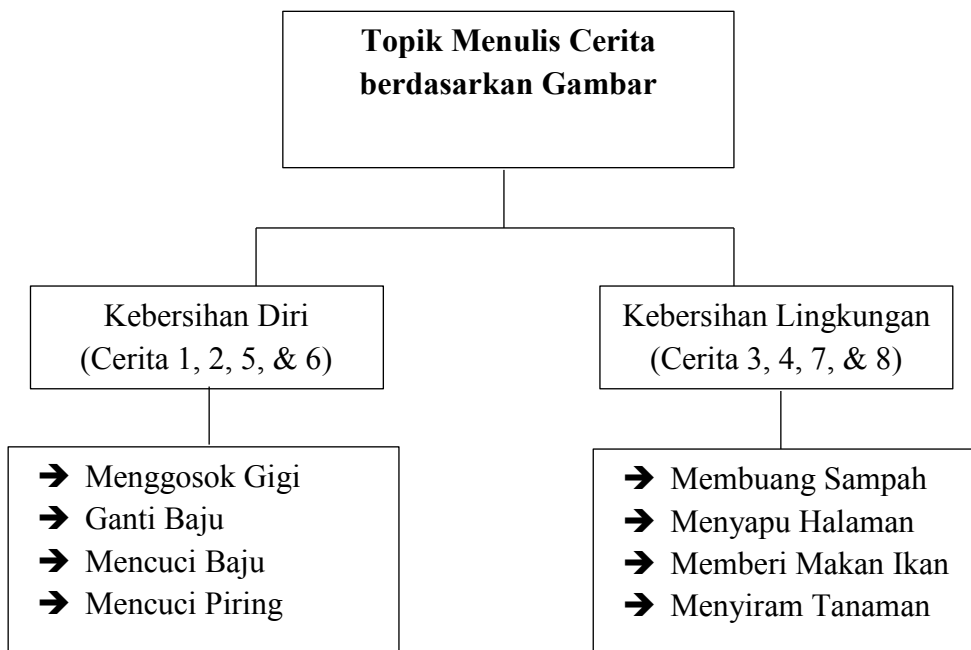 Topik Menulis Cerita
berdasarkan Gambar
Kebersihan Diri
(Cerita 1, 2, 5, & 6)
Kebersihan Lingkungan
(Cerita 3, 4, 7, & 8)
➔ Menggosok Gigi
➔ Ganti Baju
➔ Mencuci Baju
➔ Mencuci Piring
➔ Membuang Sampah
➔ Menyapu Halaman
➔ Memberi Makan Ikan
➔ Menyiram Tanaman